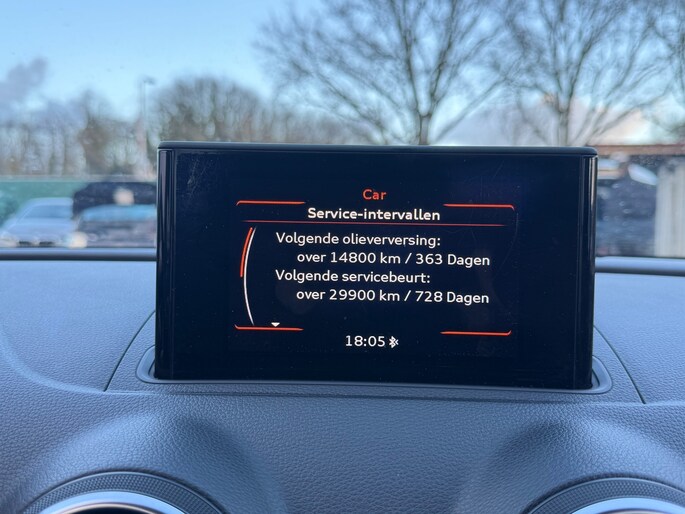 Car
Service-intervallen
Volgende olieverversing:
over 14800 km / 363 Dagen
Volgende servicebeurt:
over 29900 km / 728 Dagen
18:05